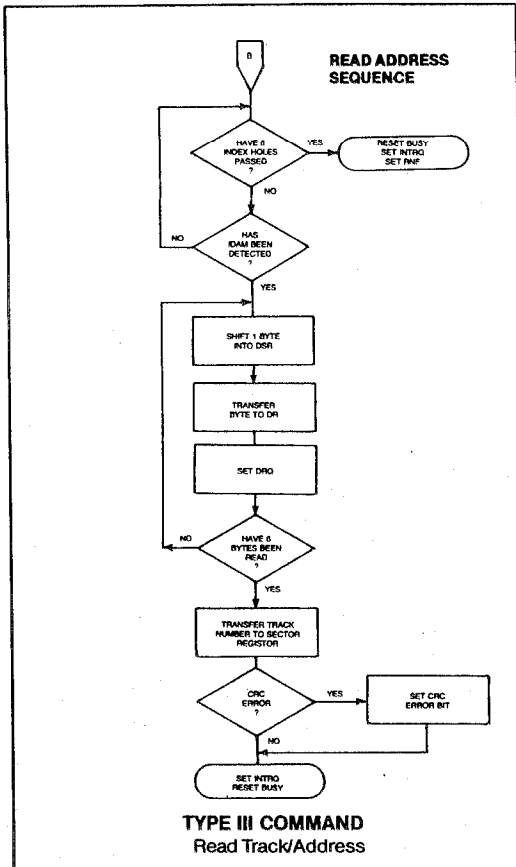 B
READ ADDRESS
SEQUENCE
HAVE 6
INDEX HOLES
PASSED
?
YES
RESET BUSY
SET INTRQ
SET RNF
NO
HAS
IDAM BEEN
DETECTED
?
NO
YES
SHIFT 1 BYTE
INTO DSR
TRANSFER
BYTE TO DR
SET DRQ
HAVE 6
BYTES BEEN
READ
?
NO
YES
TRANSFER TRACK
NUMBER TO SECTOR
REGISTOR
CRC
ERROR
?
YES
SET CRC
ERROR BIT
NO
SET INTRQ
RESET BUSY
TYPE III COMMAND
Read Track/Address